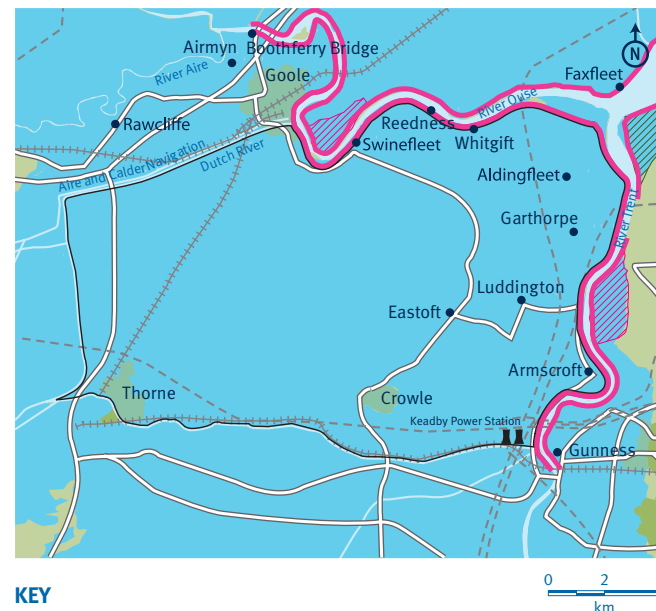 Airmyn
Boothferry Bridge
N
River Aire
Goole
Faxfleet
River Ouse
Rawcliffe
Reedness
Swinefleet
Whitgift
Aire and Calder Navigation
Dutch River
Aldingfleet
Garthorpe
River Trent
Luddington
Eastoft
Armscroft
Thorne
Crowle
Keadby Power Station
Gunness
KEY
0 2
km